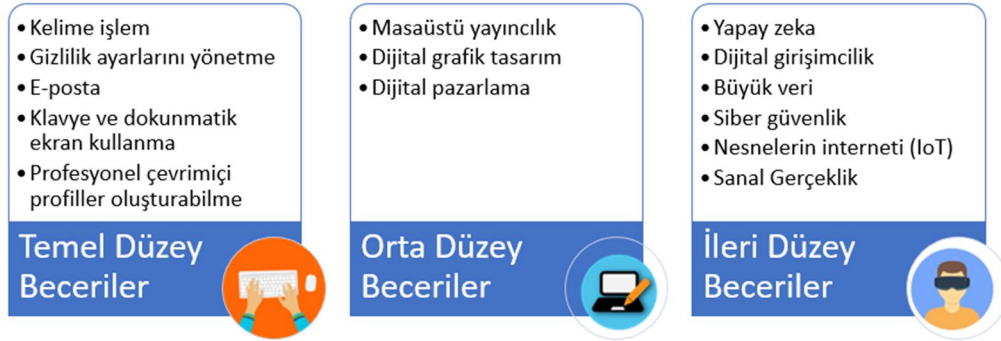 • Kelime işlem
• Gizlilik ayarlarını yönetme
• E-posta
• Klavye ve dokunmatik
ekran kullanma
• Profesyonel çevrimiçi
profiller oluşturabilme
Temel Düzey
Beceriler
• Masaüstü yayıncılık
• Dijital grafik tasarım
• Dijital pazarlama
Orta Düzey
Beceriler
• Yapay zeka
• Dijital girişimcilik
• Büyük veri
• Siber güvenlik
• Nesnelerin interneti (IoT)
• Sanal Gerçeklik
İleri Düzey
Beceriler